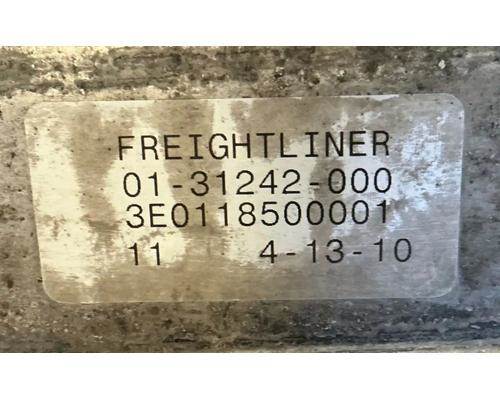 FREIGHTLINER
01-31242-000
3E0118500001
11 4-13-10